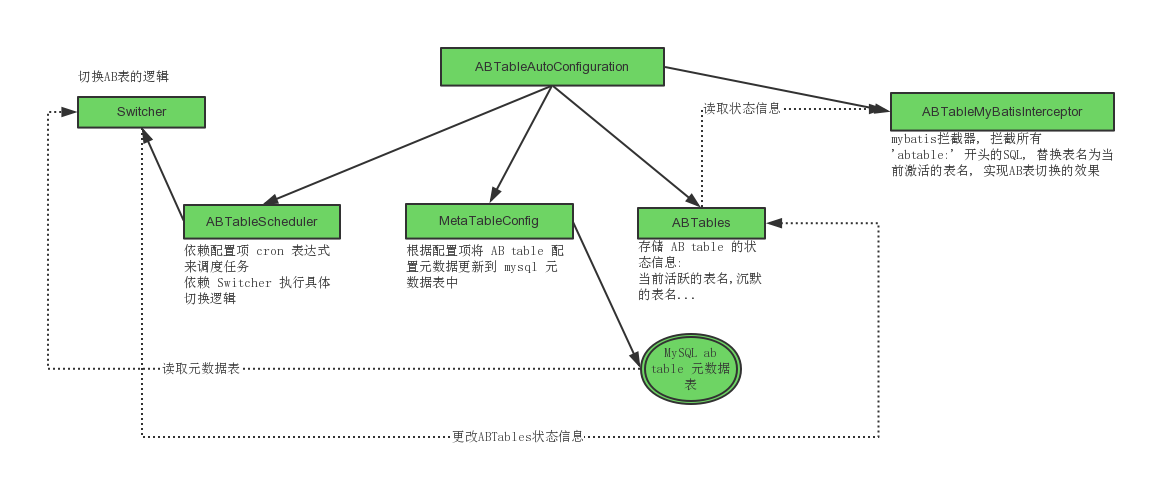 ABTableAutoConfiguration
切换AB表的逻辑
Switcher
读取状态信息
ABTableMyBatisInterceptor
mybatis拦截器, 拦截所有
'abtable:' 开头的SQL, 替换表名为当
前激活的表名, 实现AB表切换的效果
ABTableScheduler
依赖配置项 cron 表达式
来调度任务
依赖 Switcher 执行具体
切换逻辑
MetaTableConfig
根据配置项将 AB table 配
置元数据更新到 mysql 元
数据表中
ABTables
存储 AB table 的状
态信息:
当前活跃的表名,沉默
的表名...
MySQL ab
table 元数据
表
读取元数据表
更改ABTables状态信息